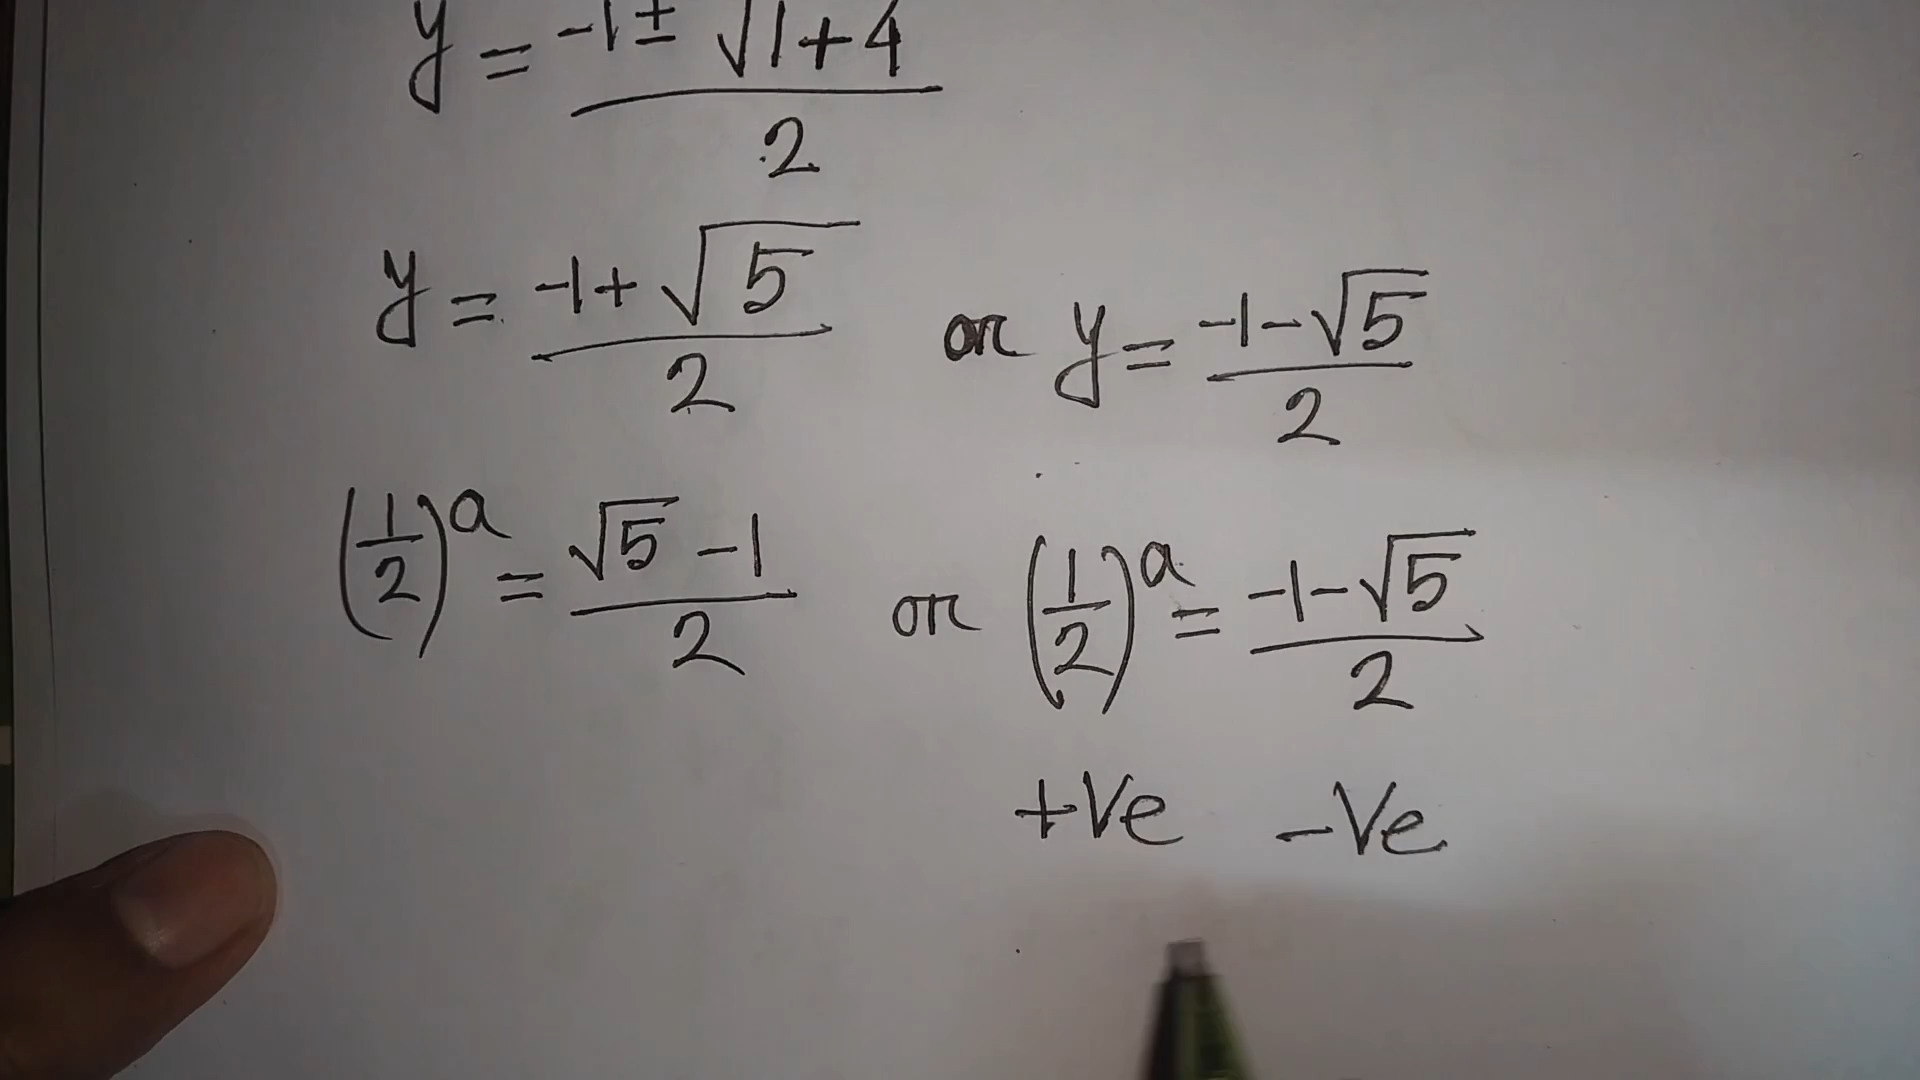 y = (-1 ± √(1+4))/2
y = (-1+√5)/2 or y = (-1-√5)/2
(1/2)^a = (√5 -1)/2 or (1/2)^a = (-1-√5)/2
+Ve -Ve